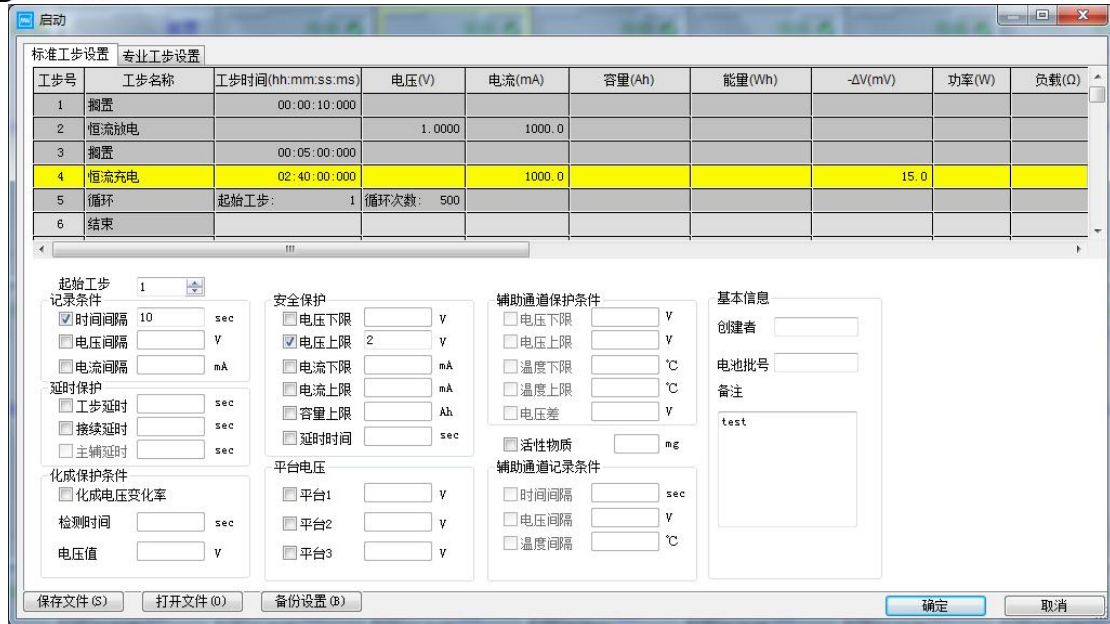 启动
标准工步设置 专业工步设置
工步号 工步名称 工步时间(hh:mm:ss:ms) 电压(V) 电流(mA) 容量(Ah) 能量(Wh) -ΔV(mV) 功率(W) 负载(Ω)
1 搁置 00:00:10:000
2 恒流放电 1.0000 1000.0
3 搁置 00:05:00:000
4 恒流充电 02:40:00:000 1000.0 15.0
5 循环 起始工步: 1 循环次数: 500
6 结束
起始工步 1
记录条件 安全保护 辅助通道保护条件 基本信息
时间间隔 10 sec 电压下限 V 电压下限 V 创建者
电压间隔 V 电压上限 2 V 电压上限 V
电流间隔 mA 电流下限 mA 温度下限 ℃ 电池批号
延时保护 电流上限 mA 温度上限 ℃ 备注
工步延时 sec 容量上限 Ah 电压差 V test
接续延时 sec 延时时间 sec 活性物质 mg
主辅延时 sec
化成保护条件 平台电压 辅助通道记录条件
化成电压变化率 平台1 V 时间间隔 sec
检测时间 sec 平台2 V 电压间隔 V
电压值 V 平台3 V 温度间隔 ℃
保存文件(S) 打开文件(O) 备份设置(B) 确定 取消